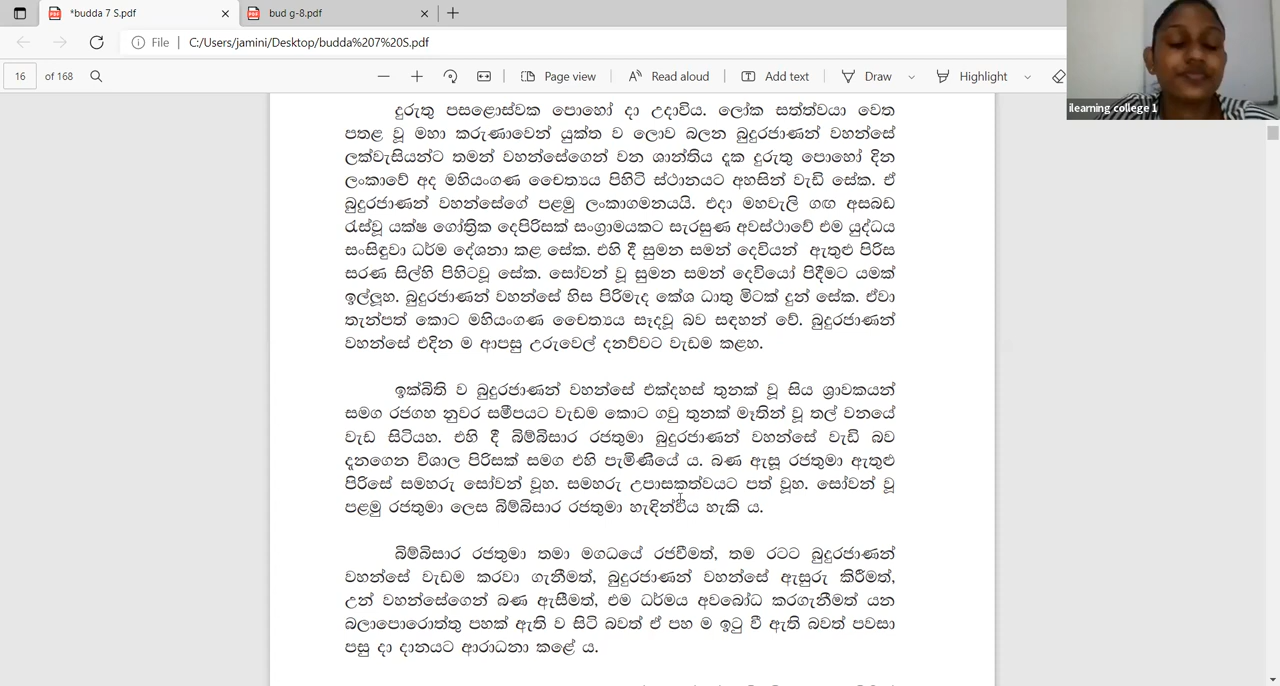 *budda 7 S.pdf
bud g-8.pdf
File
C:/Users/jamini/Desktop/budda%207%20S.pdf
16 of 168
Page view
Read aloud
Add text
Draw
Highlight
ilearning college 1
දුරුතු පසළොස්වක පොහෝ දා උදාවිය. ලෝක සත්ත්වයා වෙත
පතළ වූ මහා කරුණාවෙන් යුක්ත ව ලොව බලන බුදුරජාණන් වහන්සේ
ලක්වැසියන්ට තමන් වහන්සේගෙන් වන ශාන්තිය දැක දුරුතු පොහෝ දින
ලංකාවේ අද මහියංගණ චෛත්‍යය පිහිටි ස්ථානයට අහසින් වැඩි සේක. ඒ
බුදුරජාණන් වහන්සේගේ පළමු ලංකාගමනයයි. එදා මහවැලි ගඟ අසබඩ
රැස්වූ යක්ෂ ගෝත්‍රික දෙපිරිසක් සංග්‍රාමයකට සැරසුණ අවස්ථාවේ එම යුද්ධය
සංසිඳුවා ධර්ම දේශනා කළ සේක. එහි දී සුමන සමන් දෙවියන් ඇතුළු පිරිස
සරණ සිල්හි පිහිටවූ සේක. සෝවන් වූ සුමන සමන් දෙවියෝ පිදීමට යමක්
ඉල්ලූහ. බුදුරජාණන් වහන්සේ හිස පිරිමැද කේශ ධාතු මිටක් දුන් සේක. ඒවා
තැන්පත් කොට මහියංගණ චෛත්‍යය සෑදවූ බව සඳහන් වේ. බුදුරජාණන්
වහන්සේ එදින ම ආපසු උරුවෙල් දනව්වට වැඩම කළහ.
ඉක්බිති ව බුදුරජාණන් වහන්සේ එක්දහස් තුනක් වූ සිය ශ්‍රාවකයන්
සමග රජගහ නුවර සමීපයට වැඩම කොට ගවු තුනක් මෑතින් වූ තල් වනයේ
වැඩ සිටියහ. එහි දී බිම්බිසාර රජතුමා බුදුරජාණන් වහන්සේ වැඩි බව
දැනගෙන විශාල පිරිසක් සමග එහි පැමිණියේ ය. බණ ඇසූ රජතුමා ඇතුළු
පිරිසේ සමහරු සෝවන් වූහ. සමහරු උපාසකත්වයට පත් වූහ. සෝවන් වූ
පළමු රජතුමා ලෙස බිම්බිසාර රජතුමා හැඳින්විය හැකි ය.
බිම්බිසාර රජතුමා තමා මගධයේ රජවීමත්, තම රටට බුදුරජාණන්
වහන්සේ වැඩම කරවා ගැනීමත්, බුදුරජාණන් වහන්සේ ඇසුරු කිරීමත්,
උන් වහන්සේගෙන් බණ ඇසීමත්, එම ධර්මය අවබෝධ කරගැනීමත් යන
බලාපොරොත්තු පහක් ඇති ව සිටි බවත් ඒ පහ ම ඉටු වී ඇති බවත් පවසා
පසු දා දානයට ආරාධනා කළේ ය.